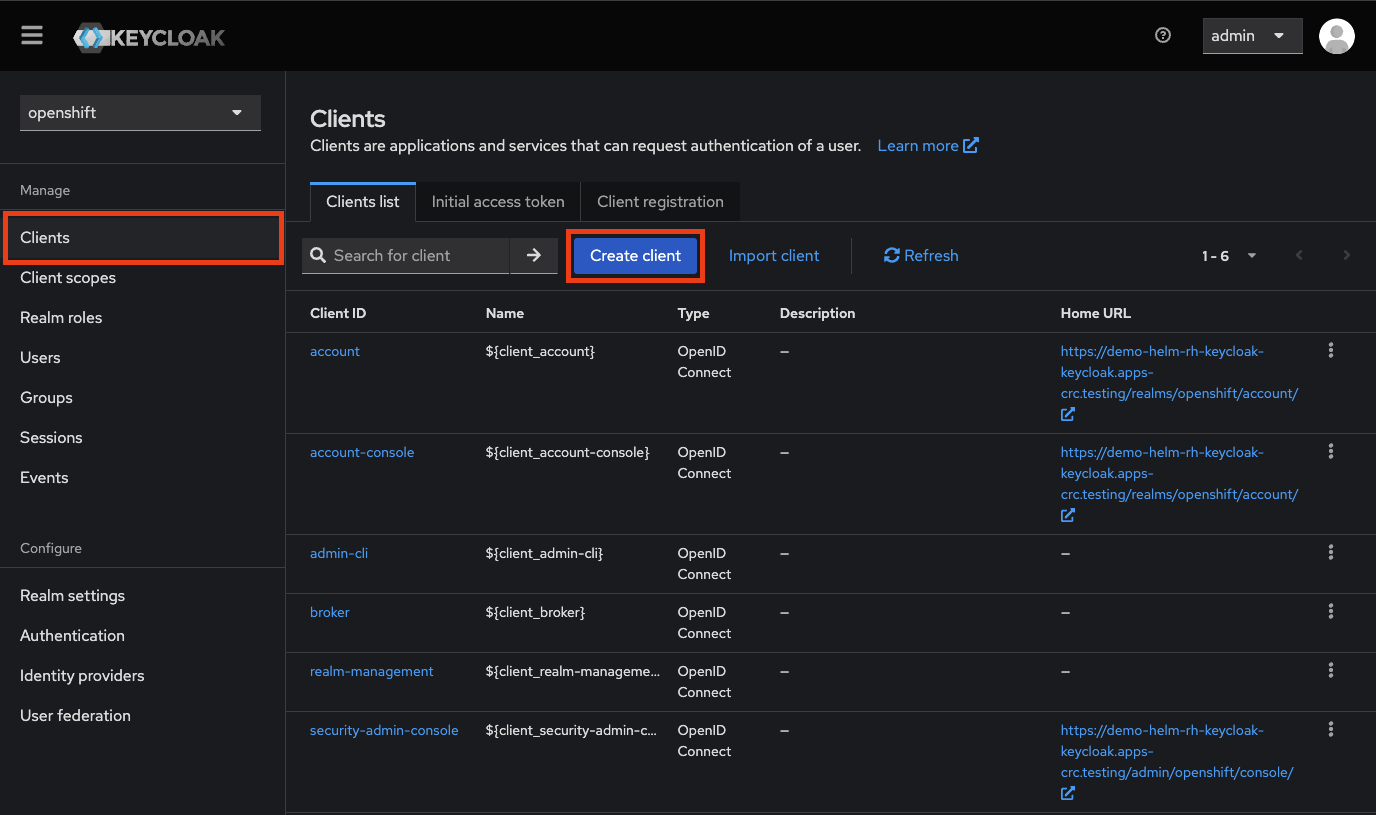 KEYCLOAK
admin
openshift
Manage
Clients
Client scopes
Realm roles
Users
Groups
Sessions
Events
Configure
Realm settings
Authentication
Identity providers
User federation
Clients
Clients are applications and services that can request authentication of a user. Learn more
Clients list Initial access token Client registration
Search for client Create client Import client Refresh 1 - 6
Client ID Name Type Description Home URL
account ${client_account} OpenID – https://demo-helm-rh-keycloak-
Connect keycloak.apps-
crc.testing/realms/openshift/account/
account-console ${client_account-console} OpenID – https://demo-helm-rh-keycloak-
Connect keycloak.apps-
crc.testing/realms/openshift/account/
admin-cli ${client_admin-cli} OpenID – –
Connect
broker ${client_broker} OpenID – –
Connect
realm-management ${client_realm-manageme... OpenID – –
Connect
security-admin-console ${client_security-admin-c... OpenID – https://demo-helm-rh-keycloak-
Connect keycloak.apps-
crc.testing/admin/openshift/console/